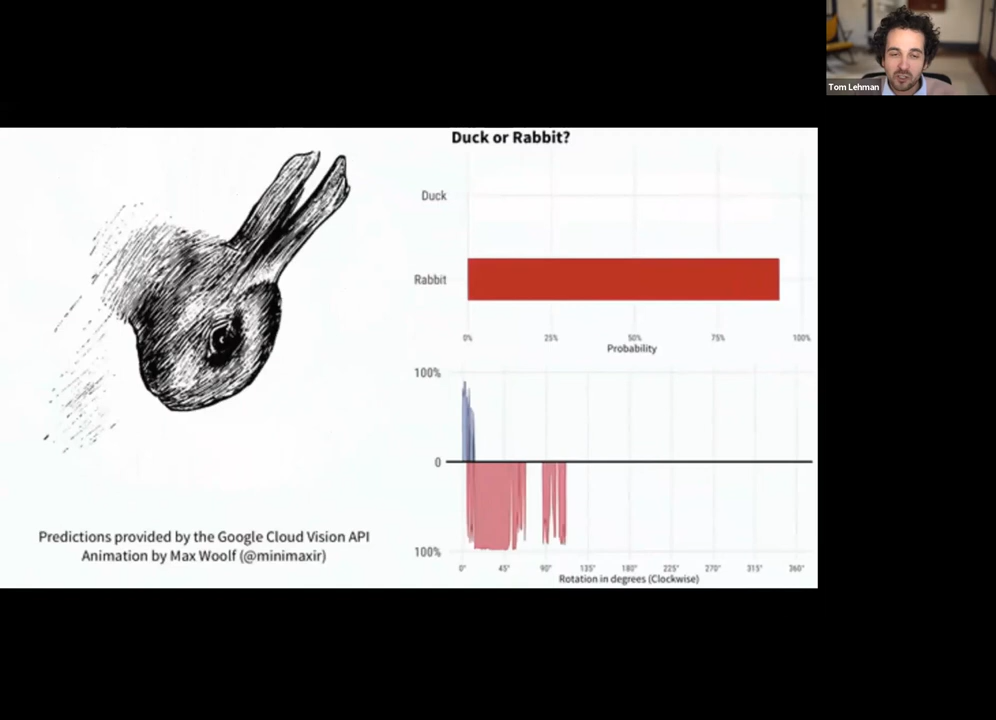 Tom Lehman
Duck or Rabbit?
Duck
Rabbit
0% 25% 50% 75% 100%
Probability
100%
0
100%
0° 45° 90° 135° 180° 225° 270° 315° 360°
Rotation in degrees (Clockwise)
Predictions provided by the Google Cloud Vision API
Animation by Max Woolf (@minimaxir)